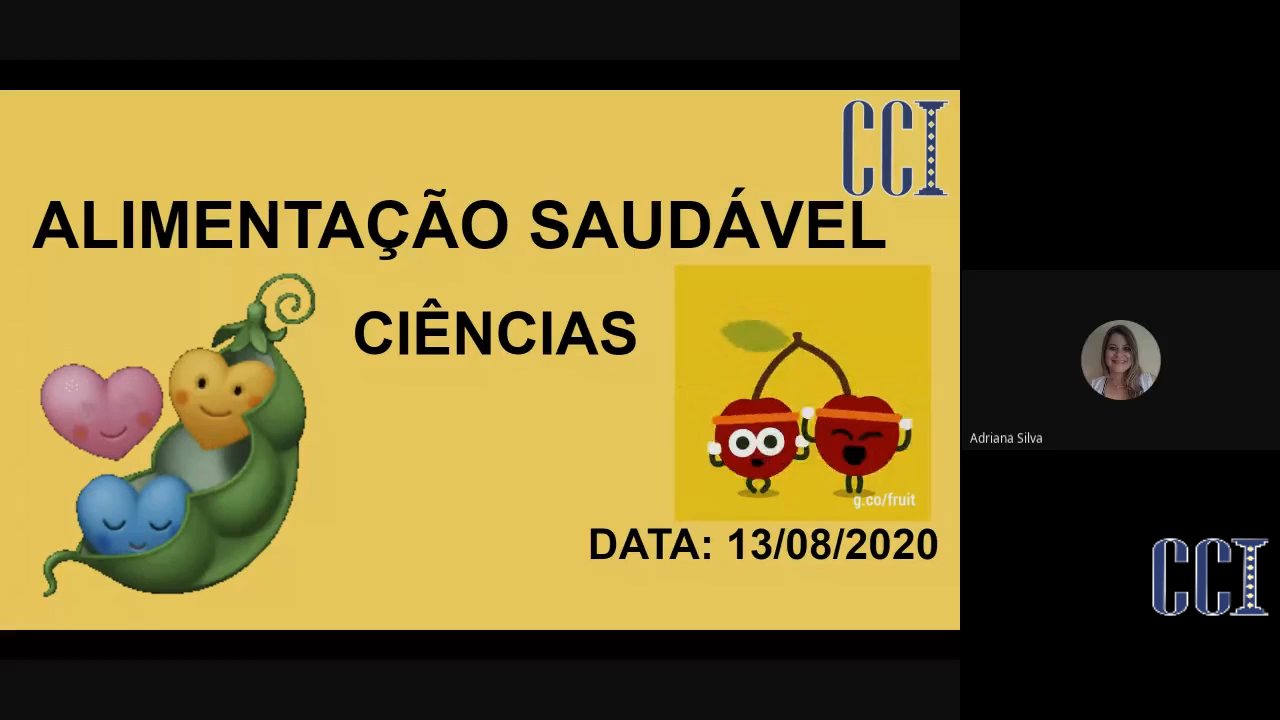 CCI
ALIMENTAÇÃO SAUDÁVEL
CIÊNCIAS
g.co/fruit
DATA: 13/08/2020
Adriana Silva
CCI